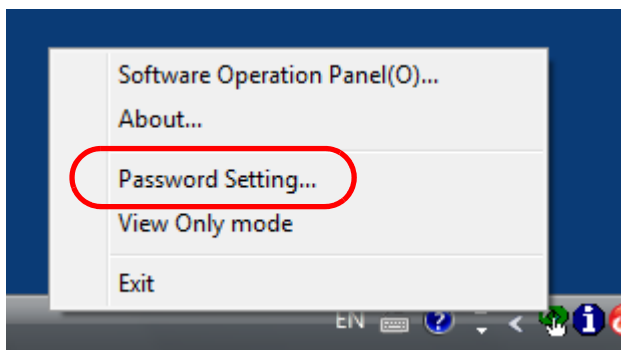 Software Operation Panel(O)...
About...
Password Setting...
View Only mode
Exit
EN